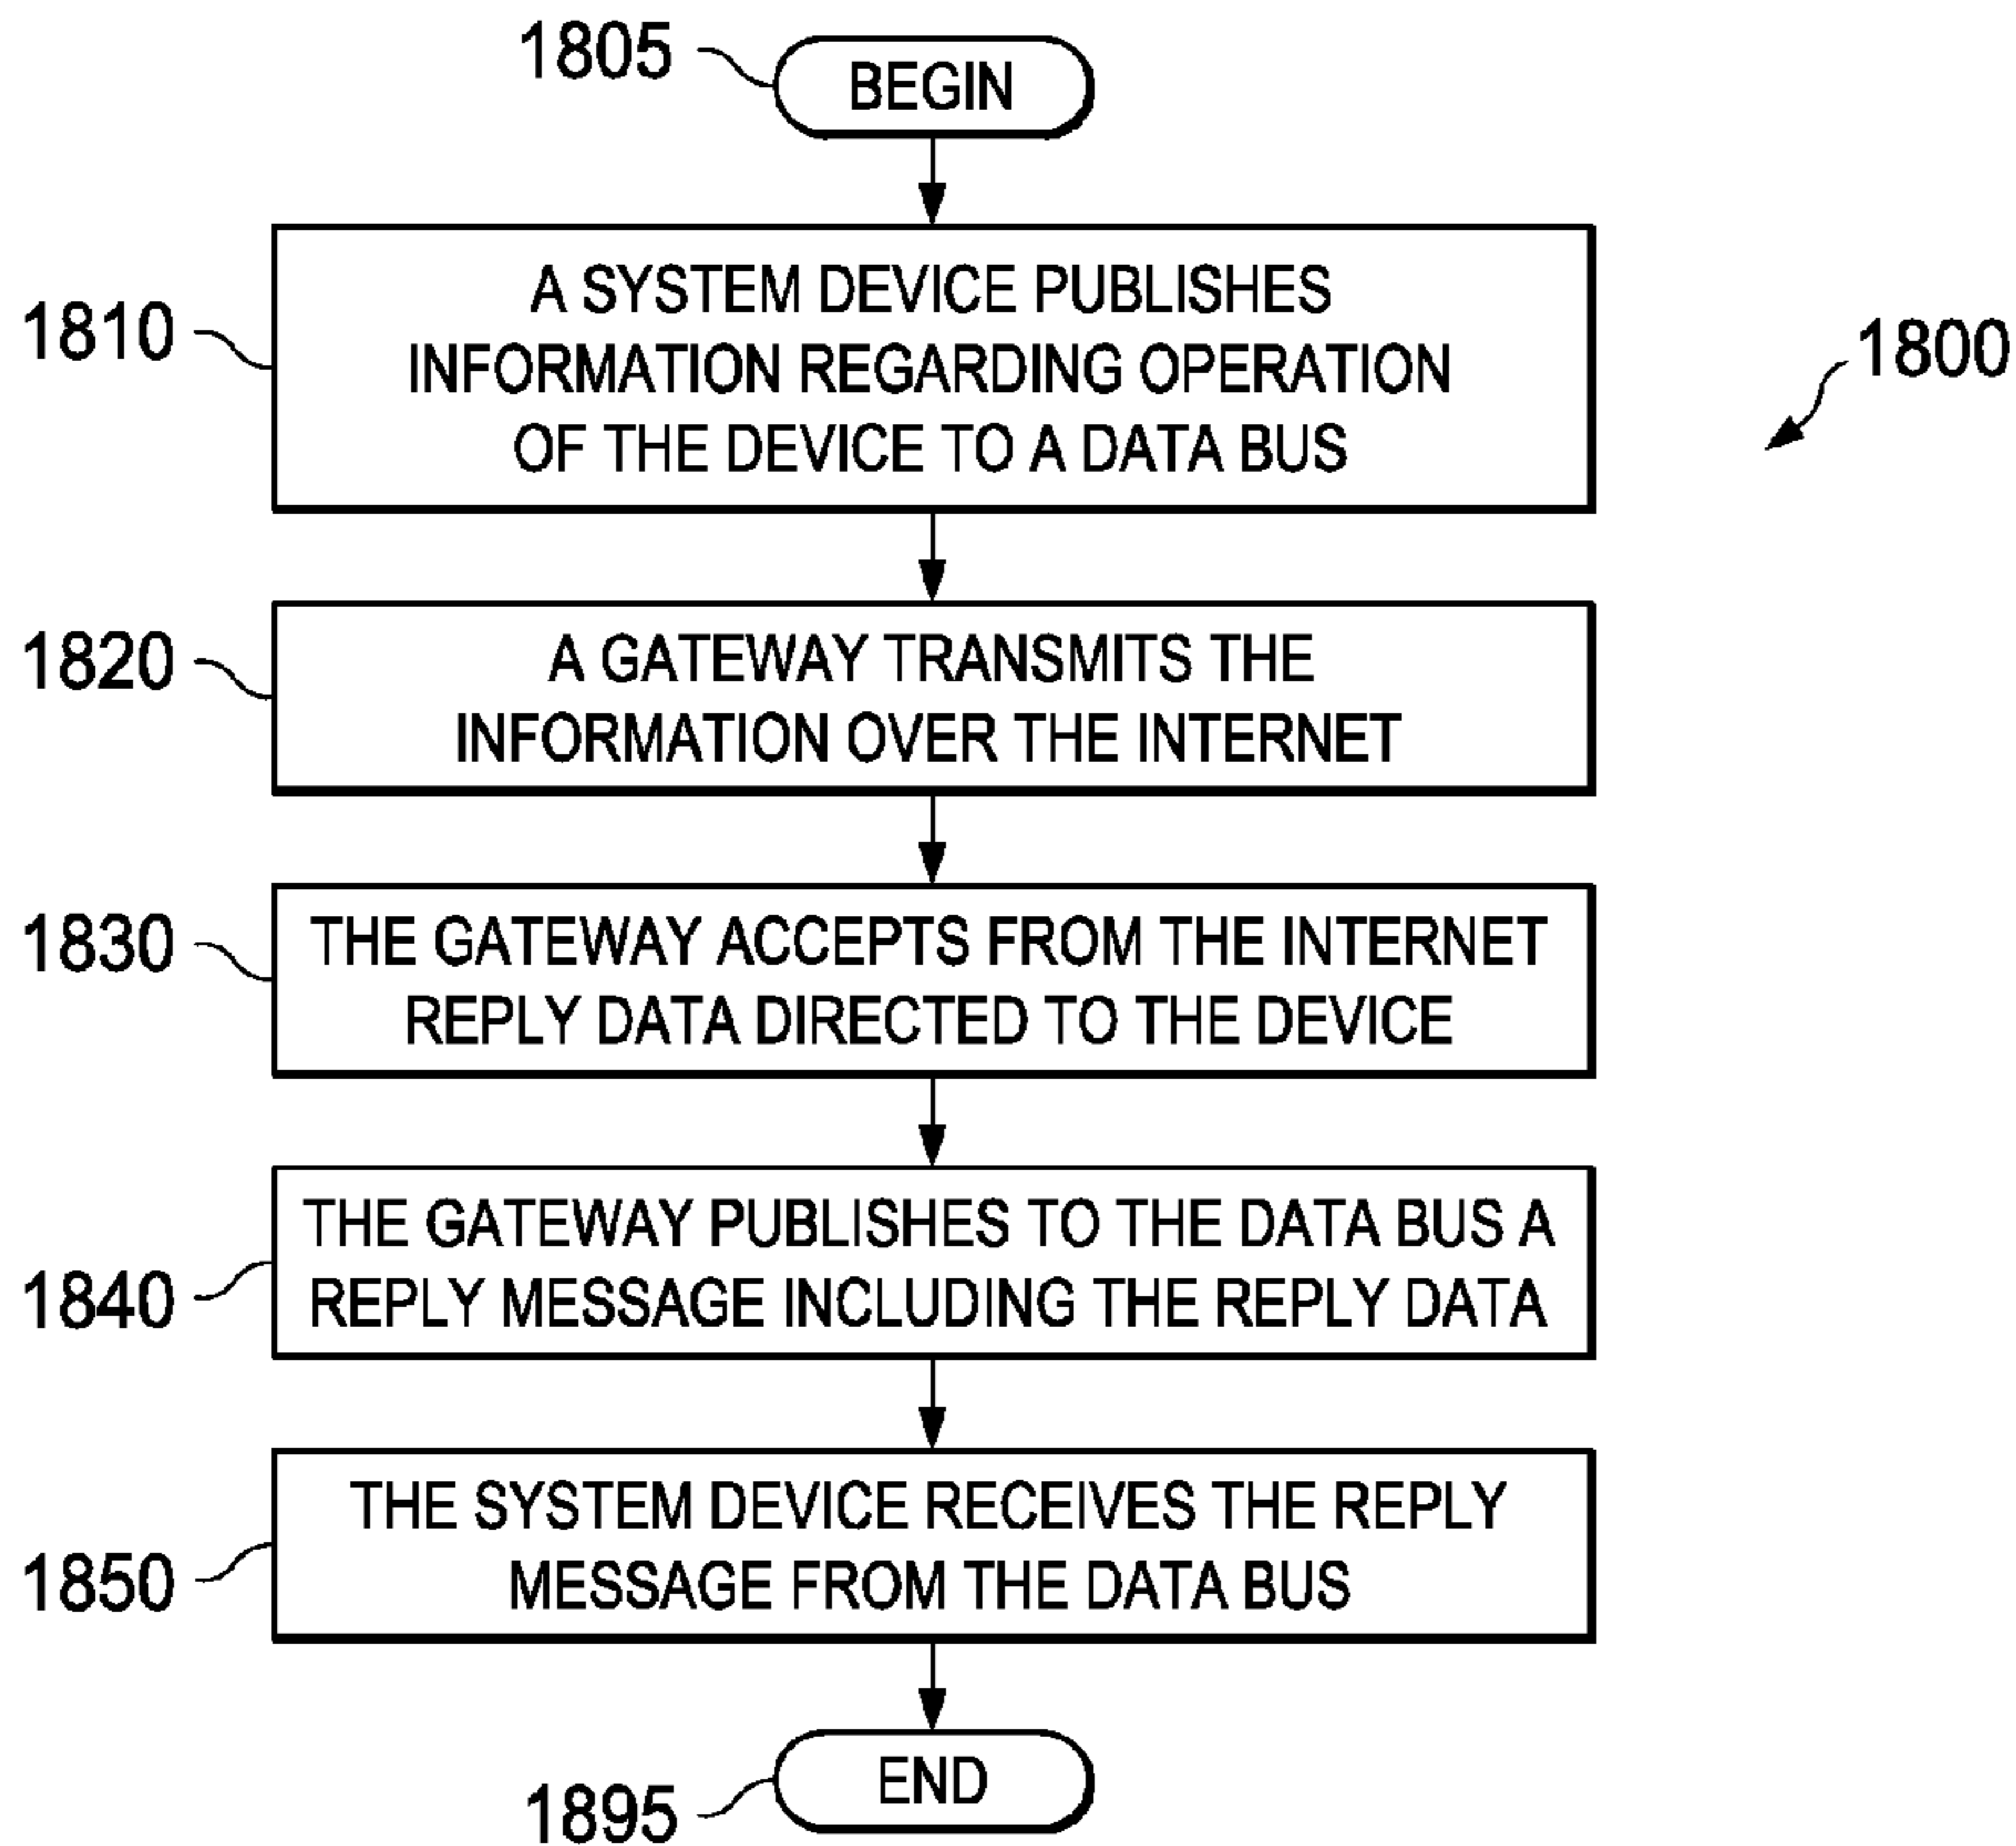 1805
BEGIN
1810
A SYSTEM DEVICE PUBLISHES
INFORMATION REGARDING OPERATION
OF THE DEVICE TO A DATA BUS
1800
1820
A GATEWAY TRANSMITS THE
INFORMATION OVER THE INTERNET
1830
THE GATEWAY ACCEPTS FROM THE INTERNET
REPLY DATA DIRECTED TO THE DEVICE
1840
THE GATEWAY PUBLISHES TO THE DATA BUS A
REPLY MESSAGE INCLUDING THE REPLY DATA
1850
THE SYSTEM DEVICE RECEIVES THE REPLY
MESSAGE FROM THE DATA BUS
1895
END